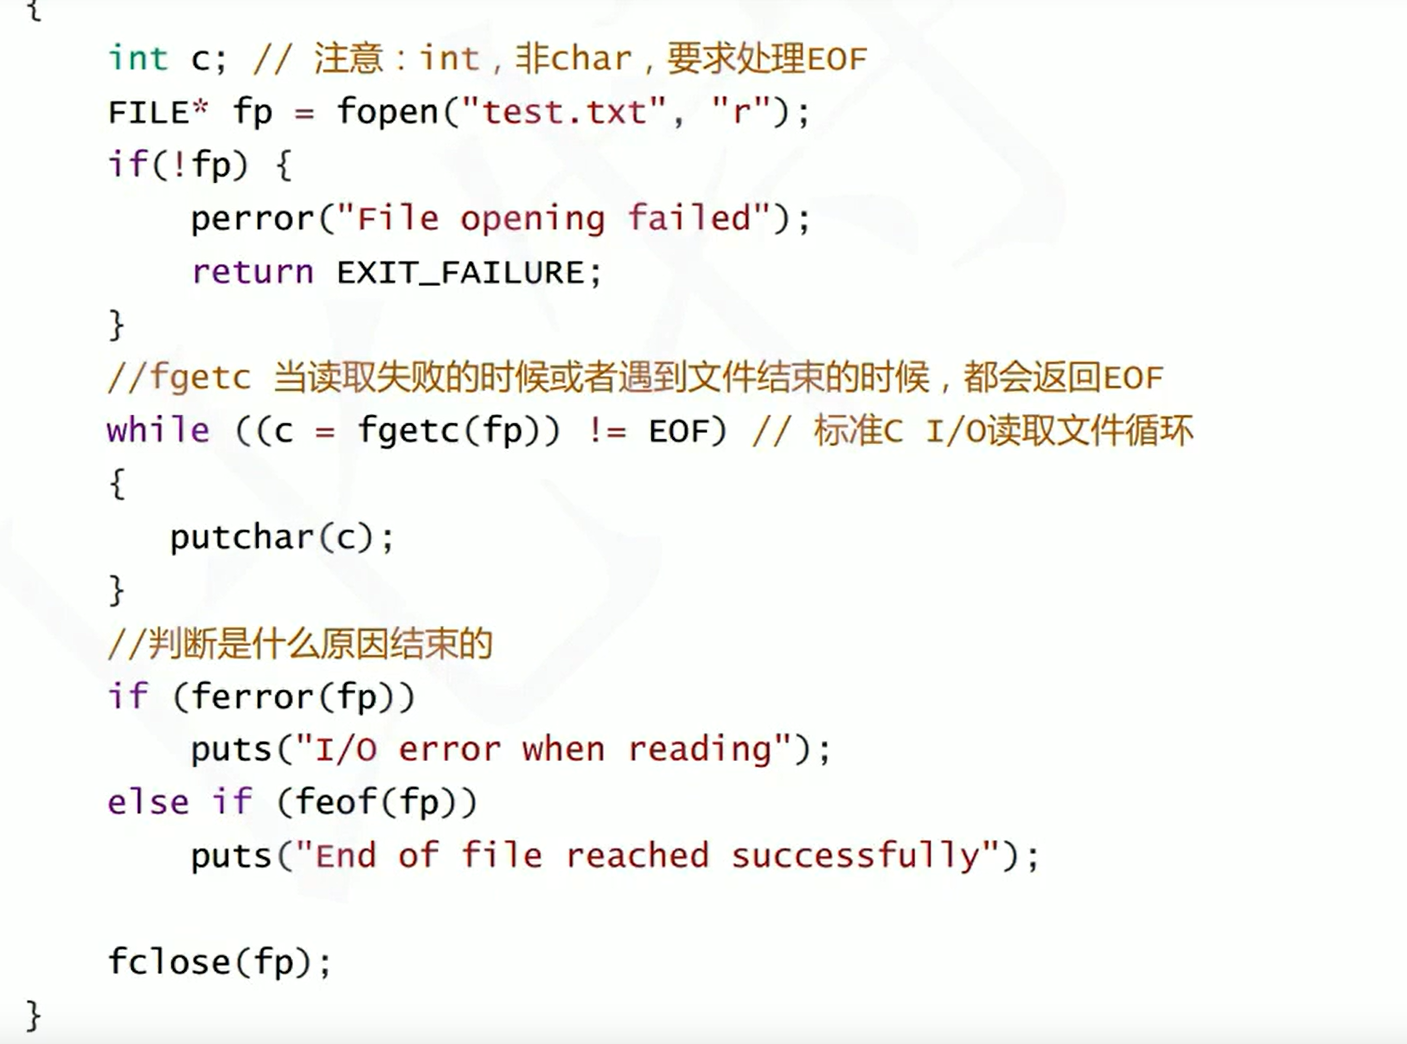 {
int c; // 注意：int，非char，要求处理EOF
FILE* fp = fopen("test.txt", "r");
if(!fp) {
perror("File opening failed");
return EXIT_FAILURE;
}
//fgetc 当读取失败的时候或者遇到文件结束的时候，都会返回EOF
while ((c = fgetc(fp)) != EOF) // 标准C I/O读取文件循环
{
putchar(c);
}
//判断是什么原因结束的
if (ferror(fp))
puts("I/O error when reading");
else if (feof(fp))
puts("End of file reached successfully");
fclose(fp);
}